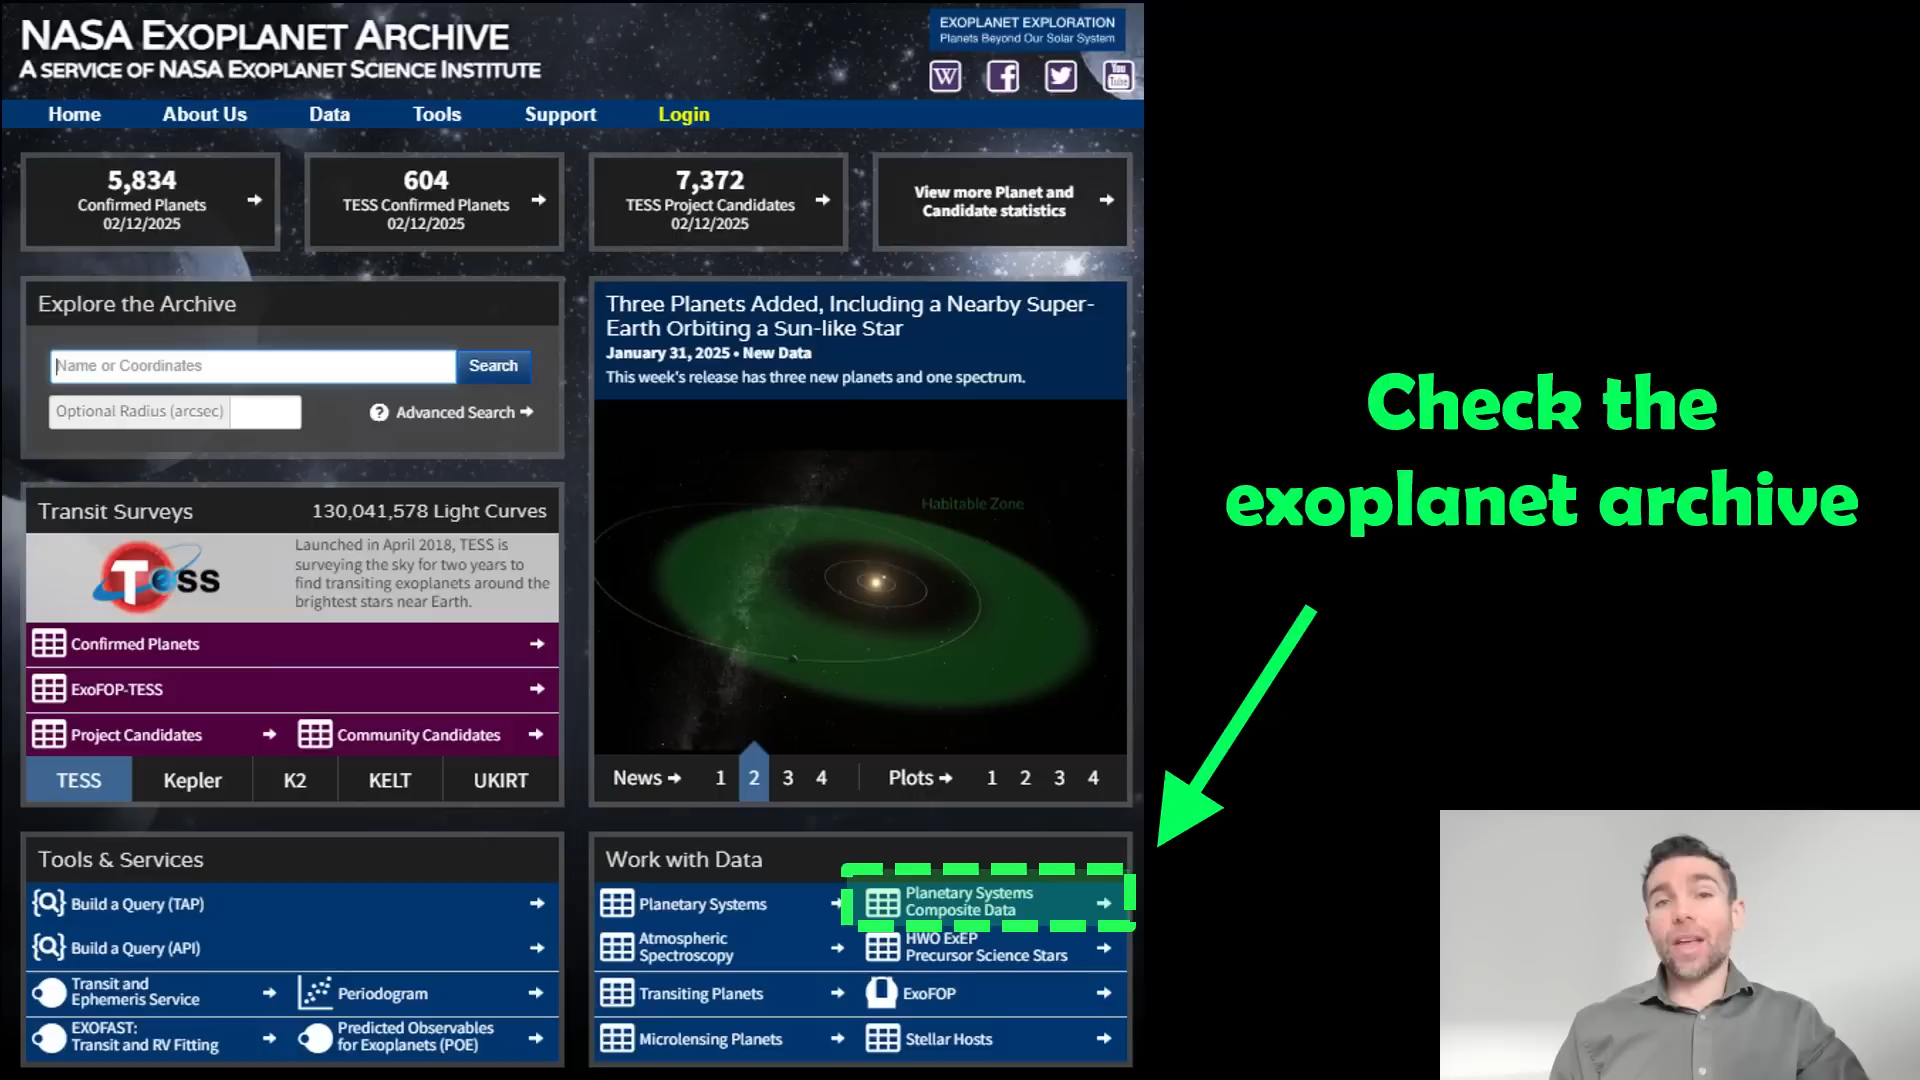 NASA EXOPLANET ARCHIVE
A SERVICE OF NASA EXOPLANET SCIENCE INSTITUTE
EXOPLANET EXPLORATION
Planets Beyond Our Solar System
W
You
Tube
Home
About Us
Data
Tools
Support
Login
5,834
Confirmed Planets
02/12/2025
604
TESS Confirmed Planets
02/12/2025
7,372
TESS Project Candidates
02/12/2025
View more Planet and
Candidate statistics
Explore the Archive
Name or Coordinates
Search
Optional Radius (arcsec)
? Advanced Search
Three Planets Added, Including a Nearby Super-
Earth Orbiting a Sun-like Star
January 31, 2025 • New Data
This week's release has three new planets and one spectrum.
Habitable Zone
News
1
2
3
4
Plots
1
2
3
4
Check the
exoplanet archive
Transit Surveys
130,041,578 Light Curves
Tess
Launched in April 2018, TESS is
surveying the sky for two years to
find transiting exoplanets around the
brightest stars near Earth.
Confirmed Planets
ExoFOP-TESS
Project Candidates
Community Candidates
TESS
Kepler
K2
KELT
UKIRT
Tools & Services
Build a Query (TAP)
Build a Query (API)
Transit and
Ephemeris Service
Periodogram
EXOFAST:
Transit and RV Fitting
Predicted Observables
for Exoplanets (POE)
Work with Data
Planetary Systems
Planetary Systems
Composite Data
Atmospheric
Spectroscopy
HWO ExEP
Precursor Science Stars
Transiting Planets
ExoFOP
Microlensing Planets
Stellar Hosts